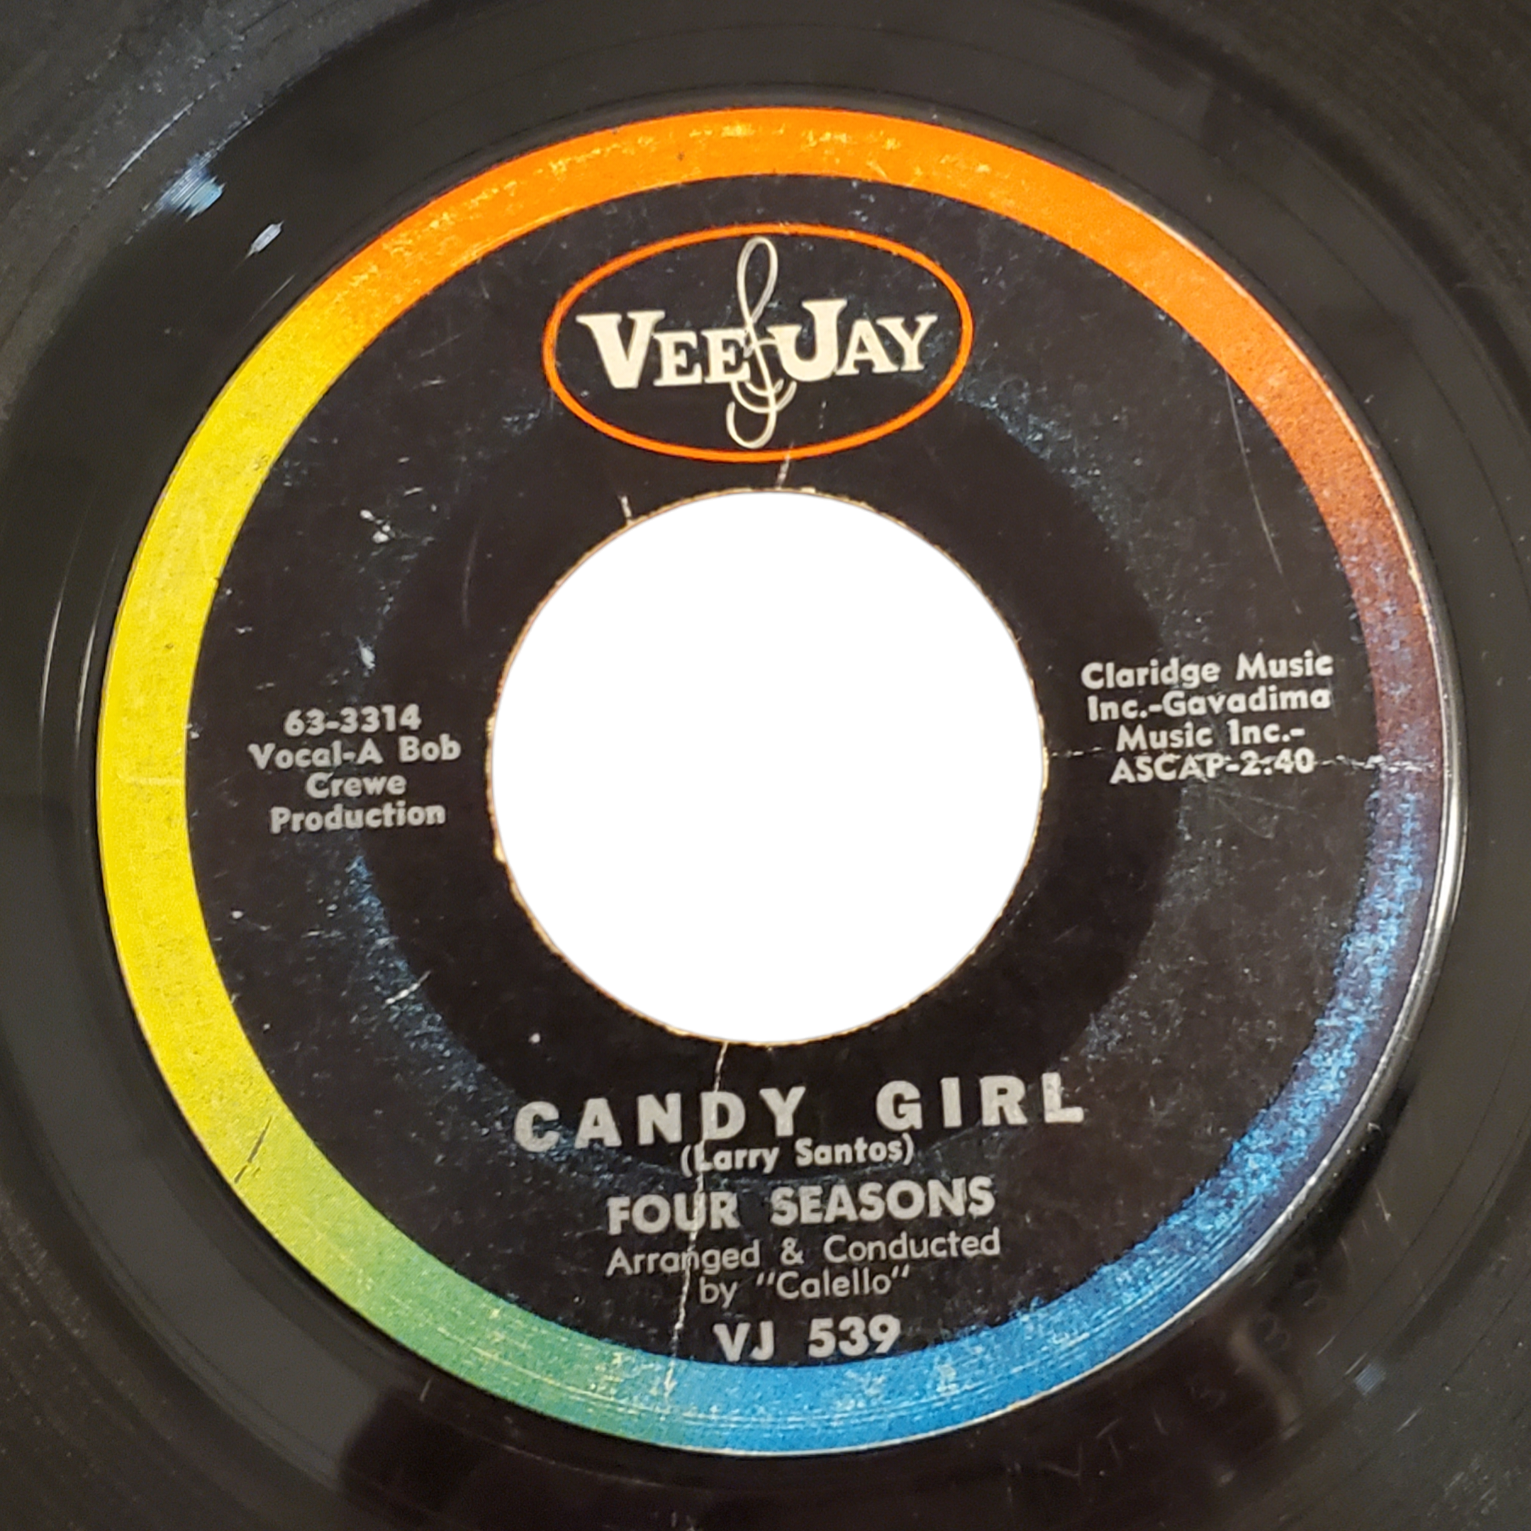 VEE JAY
63-3314
Vocal-A Bob
Crewe
Production
Claridge Music
Inc.-Gavadima
Music Inc.-
ASCAP-2:40
CANDY GIRL
(Larry Santos)
FOUR SEASONS
Arranged & Conducted
by "Calello"
VJ 539